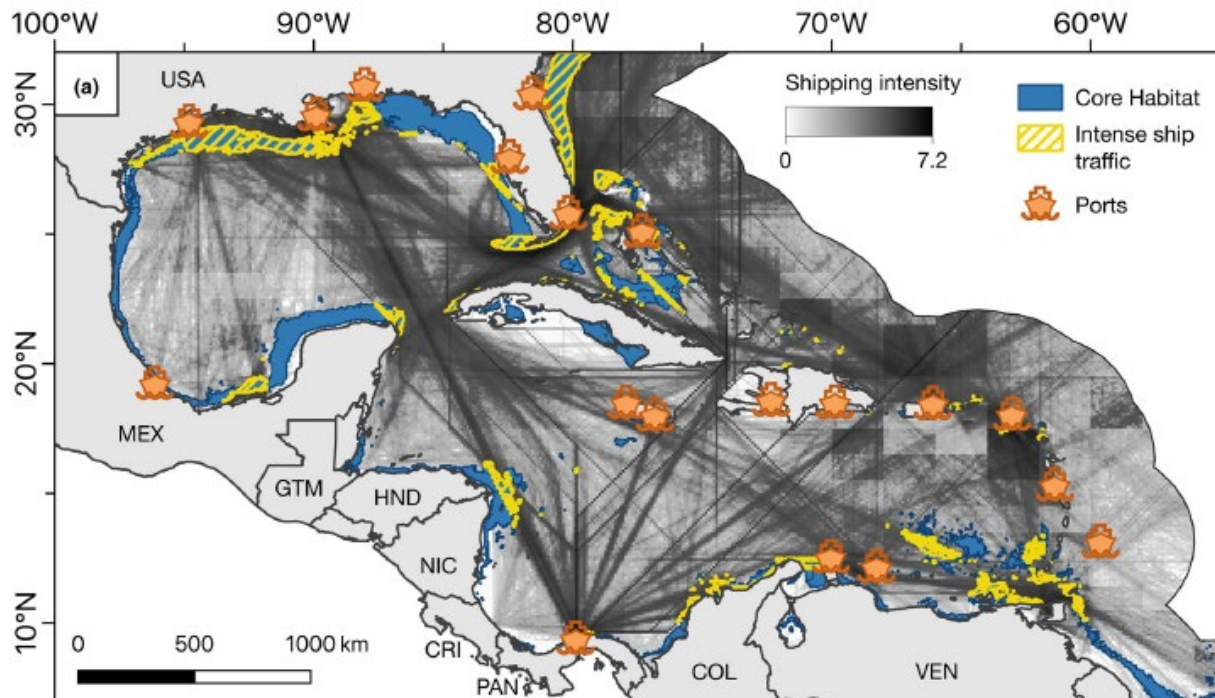 100°W 90°W 80°W 70°W 60°W
(a)
USA
30°N
20°N
10°N
Shipping intensity
0 7.2
Core Habitat
Intense ship
traffic
Ports
MEX
GTM
HND
NIC
CRI
PAN
COL
VEN
0 500 1000 km